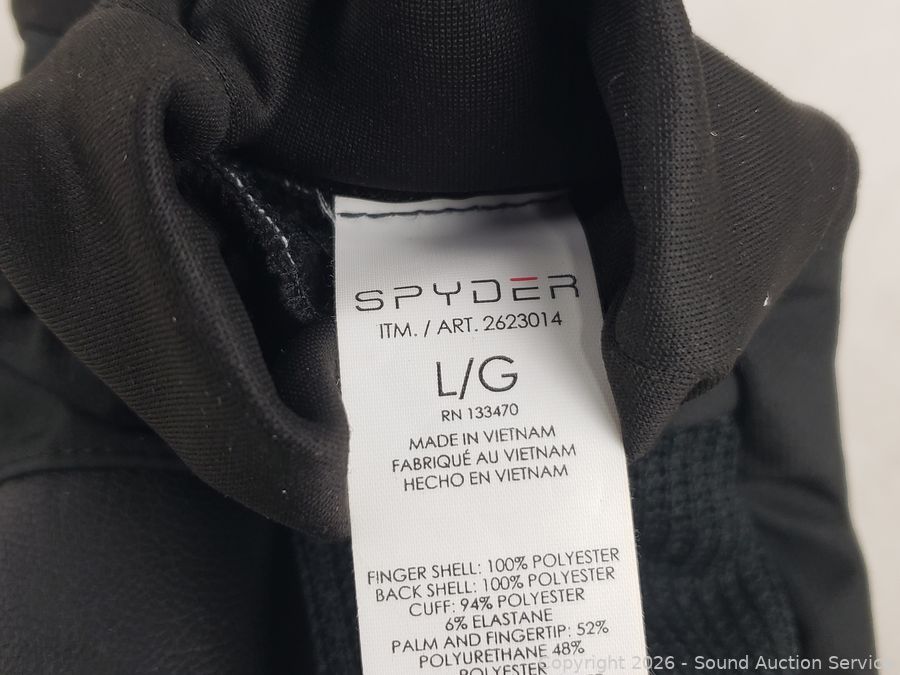 SPYDER
ITM. / ART. 2623014
L/G
RN 133470
MADE IN VIETNAM
FABRIQUÉ AU VIETNAM
HECHO EN VIETNAM
FINGER SHELL: 100% POLYESTER
BACK SHELL: 100% POLYESTER
CUFF: 94% POLYESTER
6% ELASTANE
PALM AND FINGERTIP: 52%
POLYURETHANE 48%
POLYESTER
Copyright 2026 - Sound Auction Service